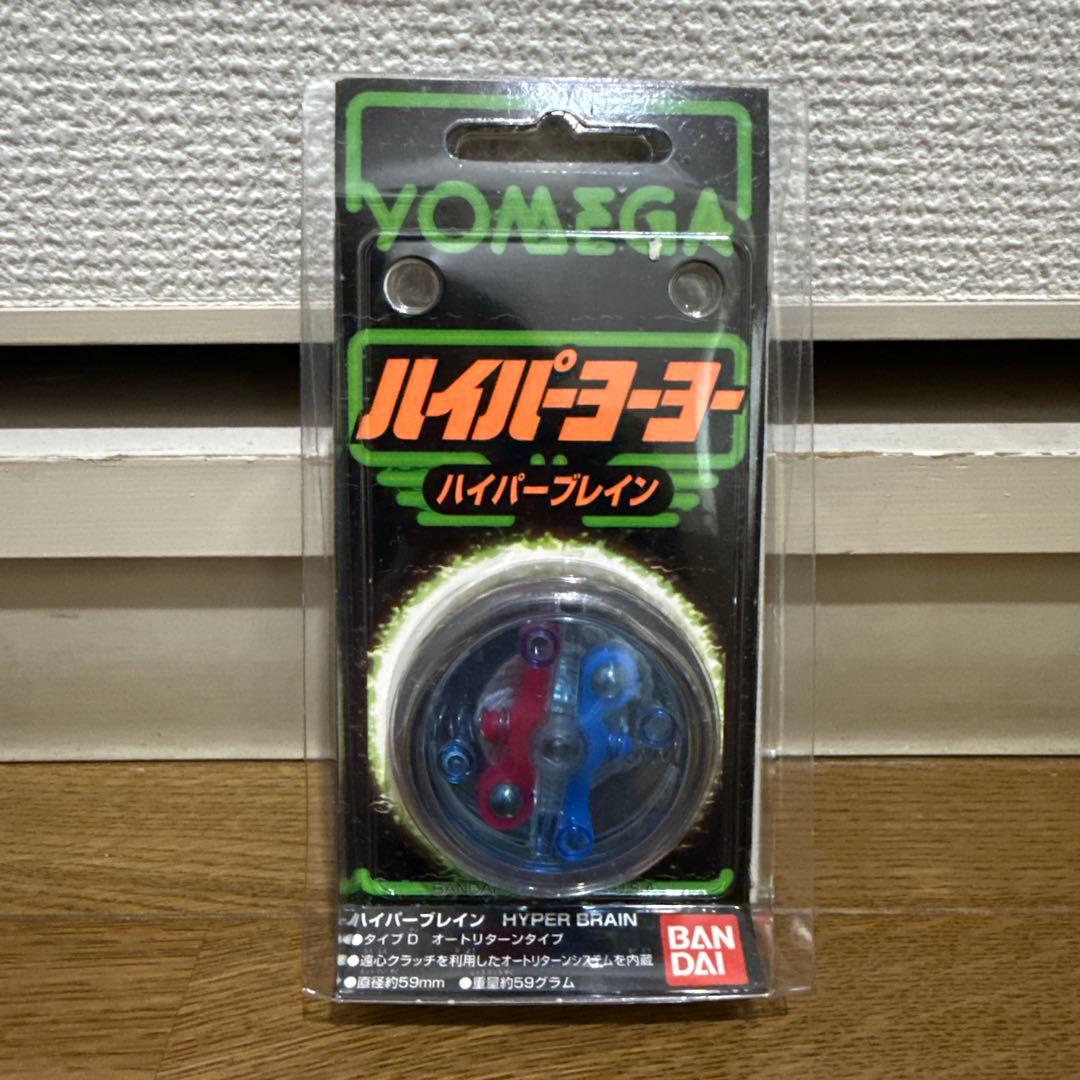 YOMEGA
ハイパーヨーヨー
ハイパーブレイン
BANDAI
ハイパーブレイン HYPER BRAIN
●タイプD オートリターンタイプ
●遠心クラッチを利用したオートリターンシステムを内蔵
●直径約59mm ●重量約59グラム
BAN
DAI